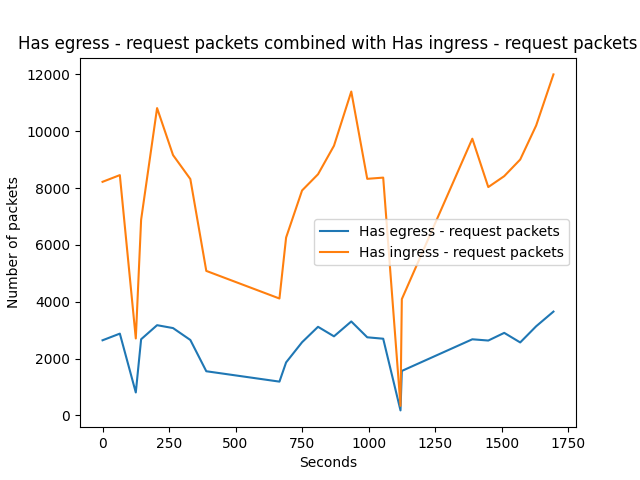 Has egress - request packets combined with Has ingress - request packets
12000
10000
8000
6000
4000
2000
0
Number of packets
Has egress - request packets
Has ingress - request packets
0 250 500 750 1000 1250 1500 1750
Seconds